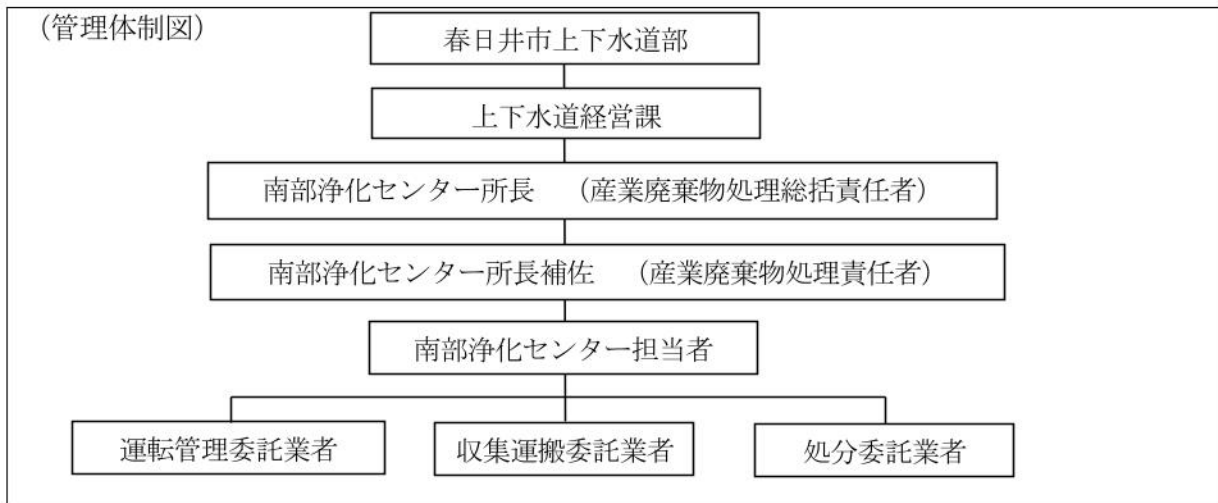 （管理体制図）
春日井市上下水道部
上下水道経営課
南部浄化センター所長　（産業廃棄物処理総括責任者）
南部浄化センター所長補佐　（産業廃棄物処理責任者）
南部浄化センター担当者
運転管理委託業者
収集運搬委託業者
処分委託業者